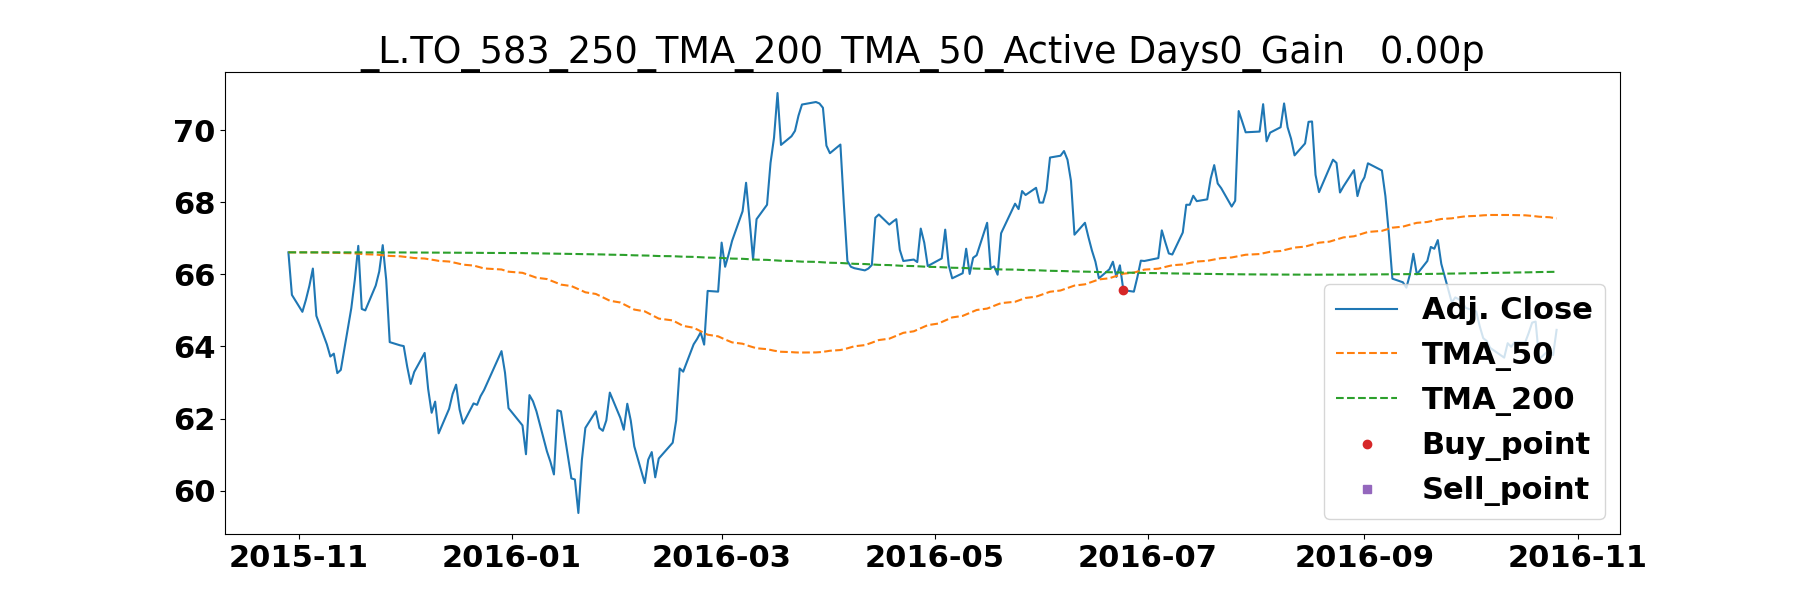 _L.TO_583_250_TMA_200_TMA_50_Active Days0_Gain   0.00p
70
68
66
64
62
60
Adj. Close
TMA_50
TMA_200
Buy_point
Sell_point
2015-11 2016-01 2016-03 2016-05 2016-07 2016-09 2016-11